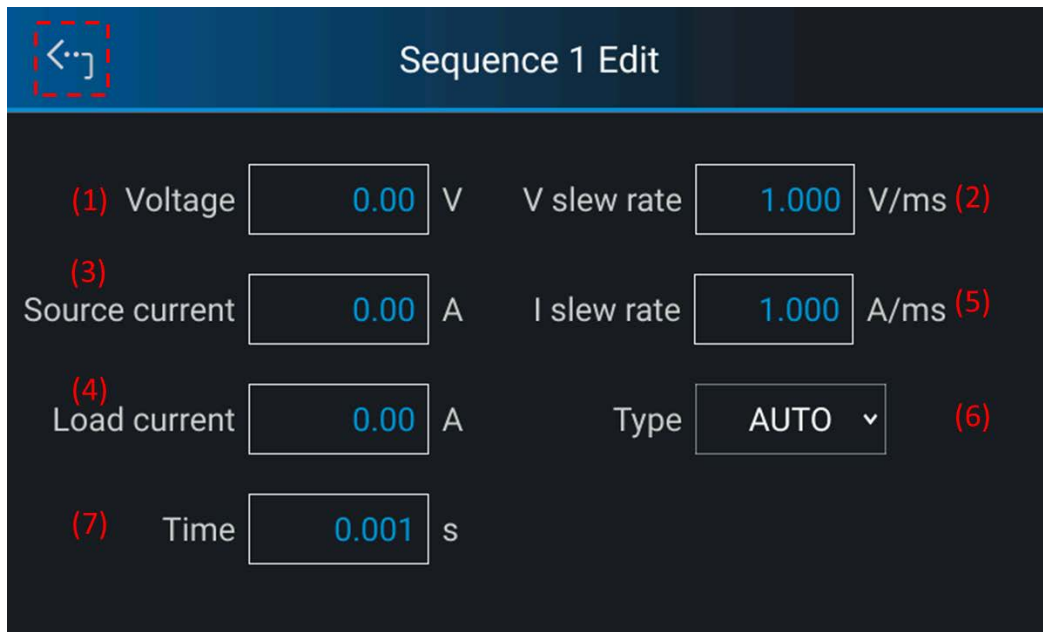 Sequence 1 Edit
(1) Voltage 0.00 V V slew rate 1.000 V/ms (2)
(3)
Source current 0.00 A I slew rate 1.000 A/ms (5)
(4)
Load current 0.00 A Type AUTO (6)
(7) Time 0.001 s